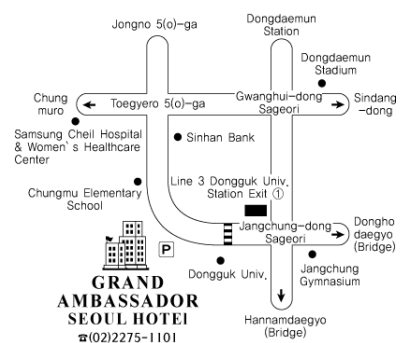 Jongno 5(o)-ga
Dongdaemun
Station
Dongdaemun
Stadium
Chung
muro
Toegyero 5(o)-ga
Gwanghui-dong
Sageori
Sindang
-dong
Samsung Cheil Hospital
& Women`s Healthcare
Center
Sinhan Bank
Chungmu Elementary
School
Line 3 Dongguk Univ.
Station Exit ①
Jangchung-dong
Sageori
Dongho
daegyo
(Bridge)
P
Dongguk Univ.
Jangchung
Gymnasium
GRAND
AMBASSADOR
SEOUL HOTEl
☎(02)2275-1101
Hannamdaegyo
(Bridge)